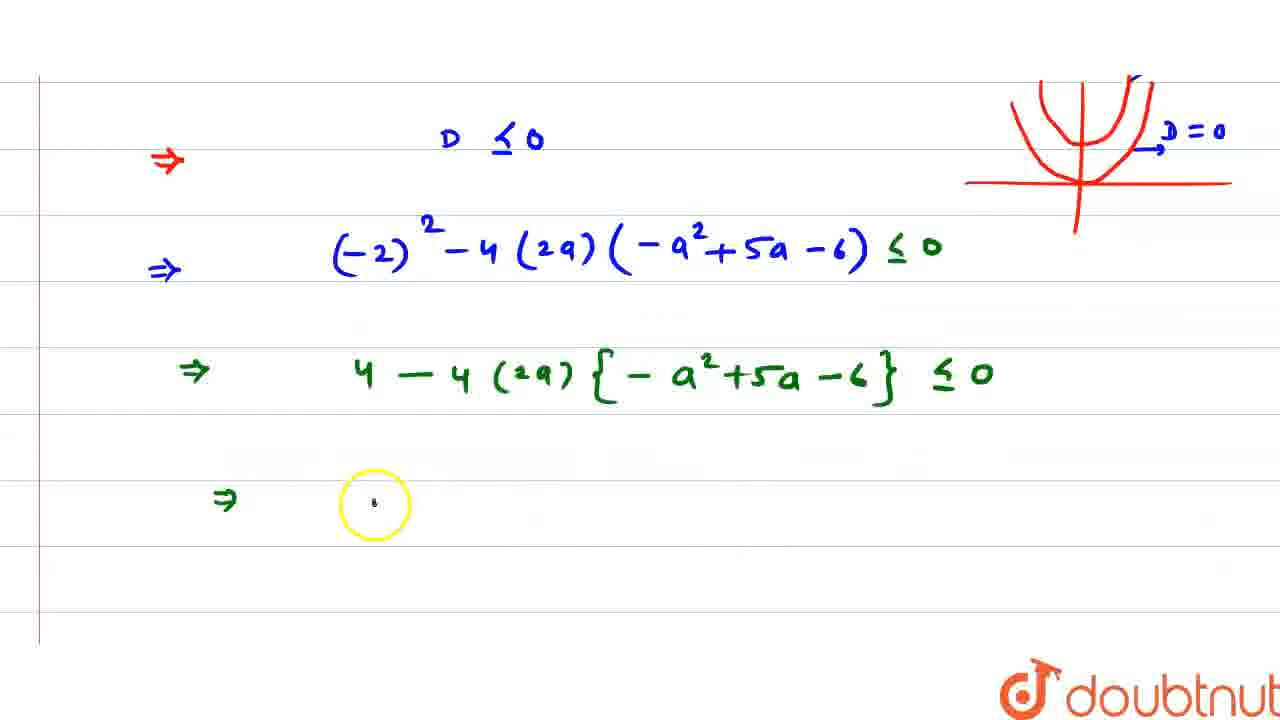 ⇒ D ≤ 0
D = 0
⇒ (-2)² - 4 (2a) (-a² + 5a - 6) ≤ 0
⇒ 4 - 4 (2a) {- a² + 5a - 6} ≤ 0
⇒
doubtnut